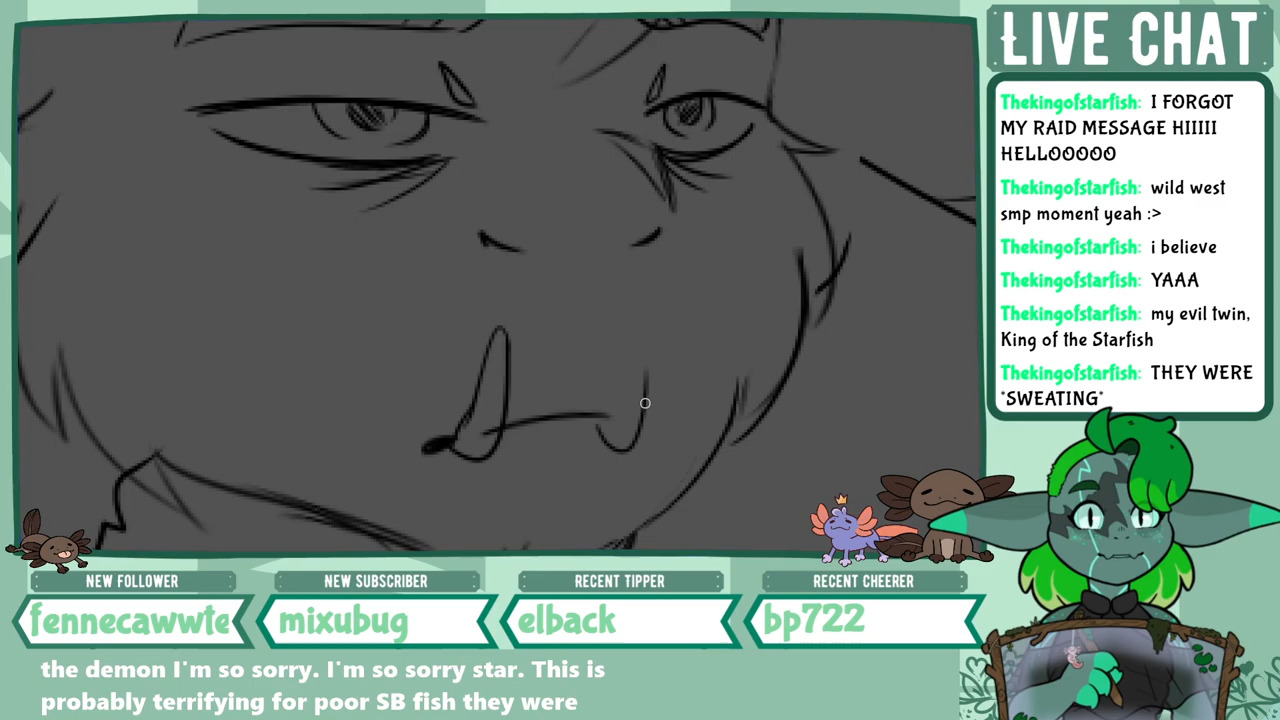 LIVE CHAT
Thekingofstarfish: I FORGOT
MY RAID MESSAGE HIIIII
HELLOOOOO
Thekingofstarfish: wild west
smp moment yeah :>
Thekingofstarfish: i believe
Thekingofstarfish: YAAA
Thekingofstarfish: my evil twin,
King of the Starfish
Thekingofstarfish: THEY WERE
*SWEATING*
NEW FOLLOWER
NEW SUBSCRIBER
RECENT TIPPER
RECENT CHEERER
fennecawwte
mixubug
elback
bp722
the demon I'm so sorry. I'm so sorry star. This is
probably terrifying for poor SB fish they were